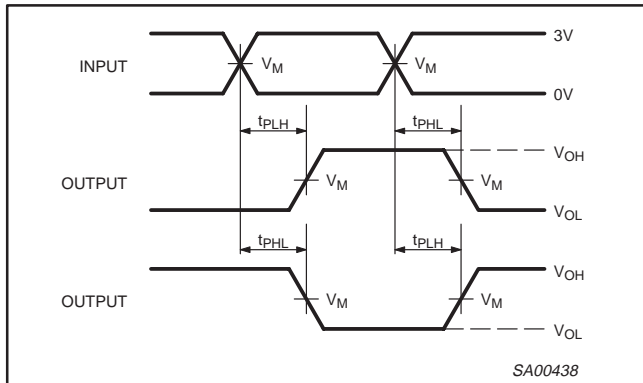 3V
INPUT
V_M V_M
0V
t_PLH t_PHL
V_OH
OUTPUT
V_M V_M
V_OL
t_PHL t_PLH
V_OH
OUTPUT
V_M V_M
V_OL
SA00438